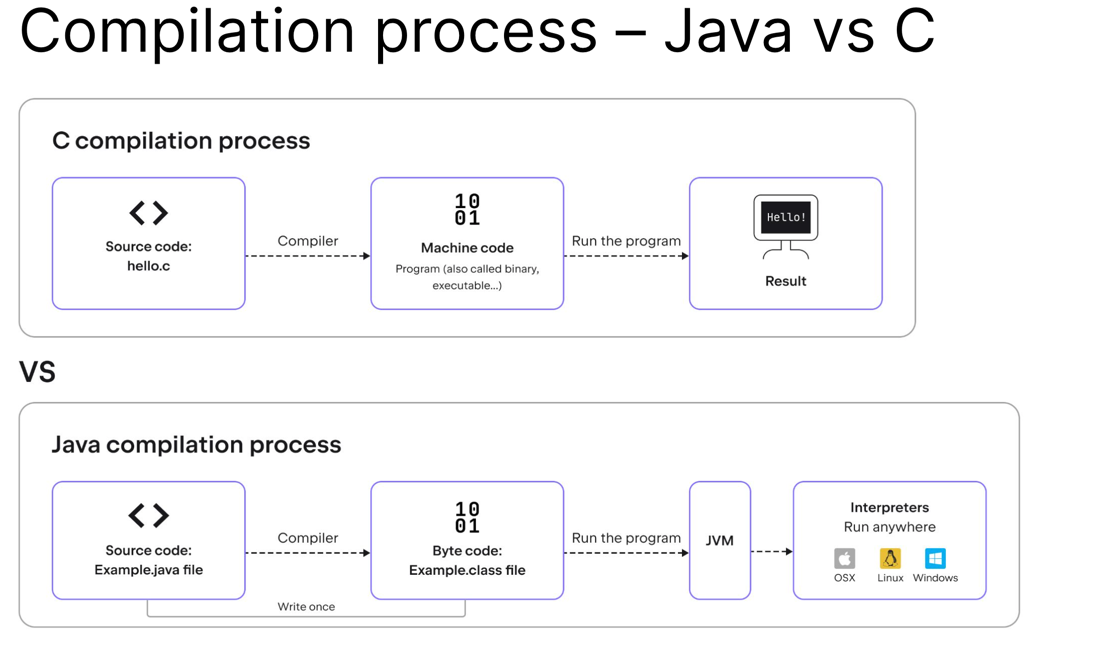 Compilation process – Java vs C
C compilation process
Source code:
hello.c
Compiler
10
01
Machine code
Program (also called binary,
executable...)
Run the program
Hello!
Result
VS
Java compilation process
Source code:
Example.java file
Compiler
10
01
Byte code:
Example.class file
Write once
Run the program
JVM
Interpreters
Run anywhere
OSX
Linux
Windows